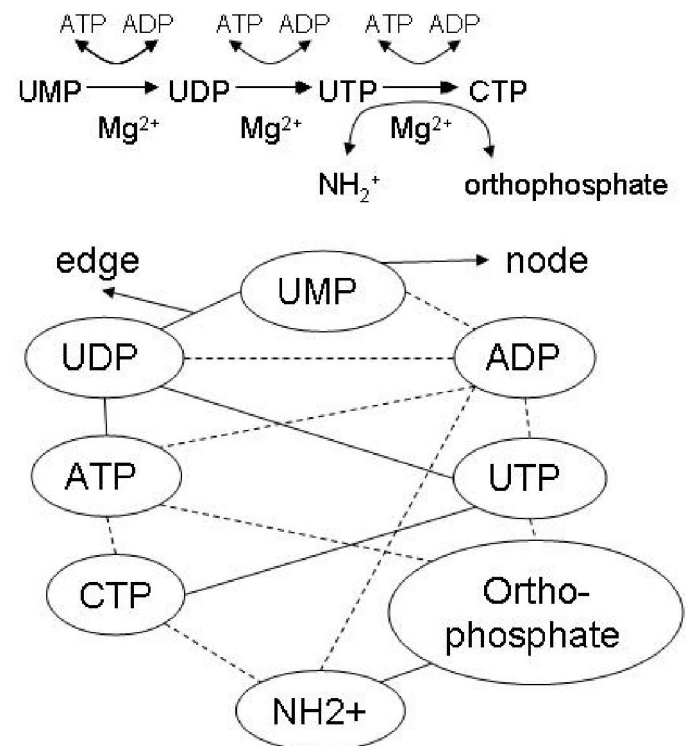 ATP ADP ATP ADP ATP ADP
UMP UDP UTP CTP
Mg²⁺ Mg²⁺ Mg²⁺
NH₂⁺ orthophosphate
edge node
UMP
UDP ADP
ATP UTP
CTP Ortho-
phosphate
NH2+